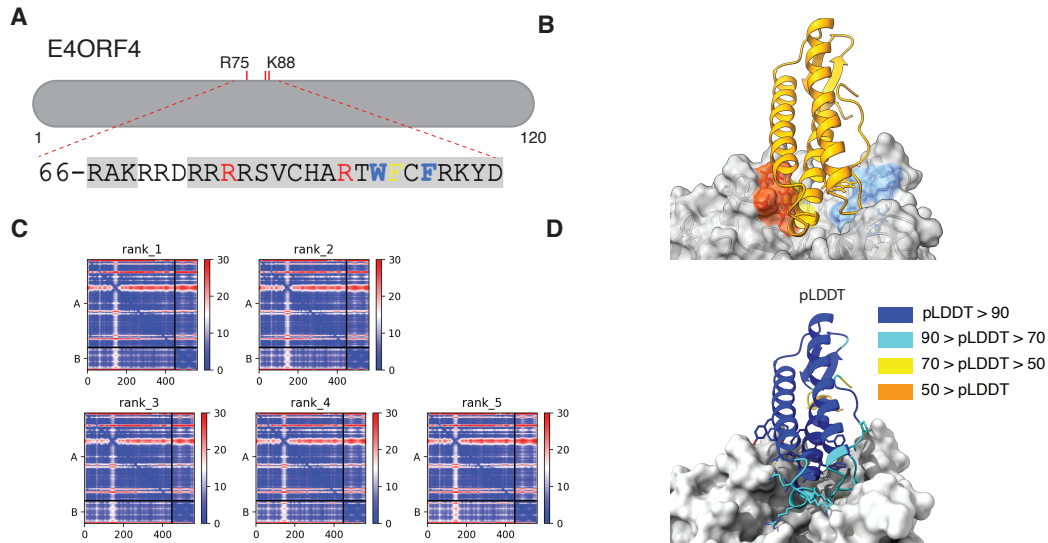 A
E4ORF4
R75 K88
1 120
66-RAKRRDRRRRSVCHARTWFCFRKYD
B
C
rank_1 rank_2
30 30
A
20 20
10 10
B
0 0
0 200 400 0 200 400
rank_3 rank_4 rank_5
30 30 30
A
20 20 20
10 10 10
B
0 0 0
0 200 400 0 200 400 0 200 400
D
pLDDT
pLDDT > 90
90 > pLDDT > 70
70 > pLDDT > 50
50 > pLDDT